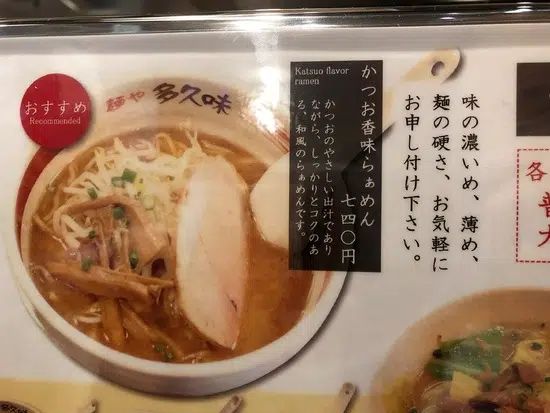 おすすめ
Recommended
麺や 多久味
Katsuo flavor
ramen
かつお香味らぁめん
七四〇円
かつおのやさしい出汁であり
ながら、しっかりとコクのあ
る、和風のらぁめんです。
味の濃いめ、薄め、
麺の硬さ、お気軽に
お申し付け下さい。
各